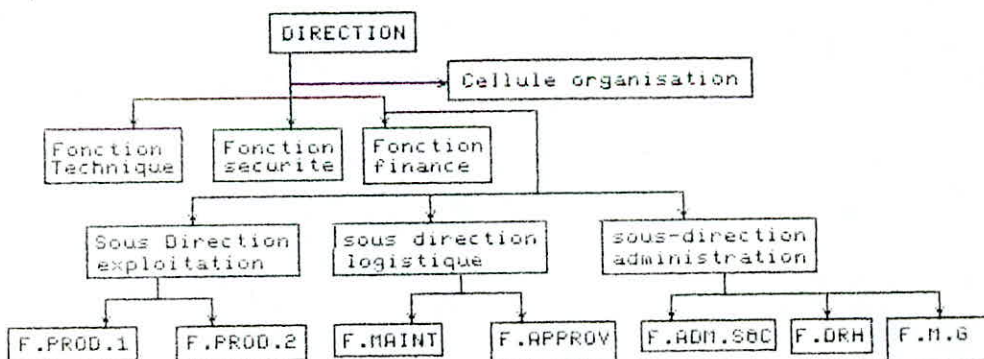 DIRECTION
Cellule organisation
Fonction
Technique
Fonction
securite
Fonction
finance
Sous Direction
exploitation
sous direction
logistique
sous-direction
administration
F.PROD.1
F.PROD.2
F.MAINT
F.APPROV
F.ADM.S&C
F.DRH
F.M.G